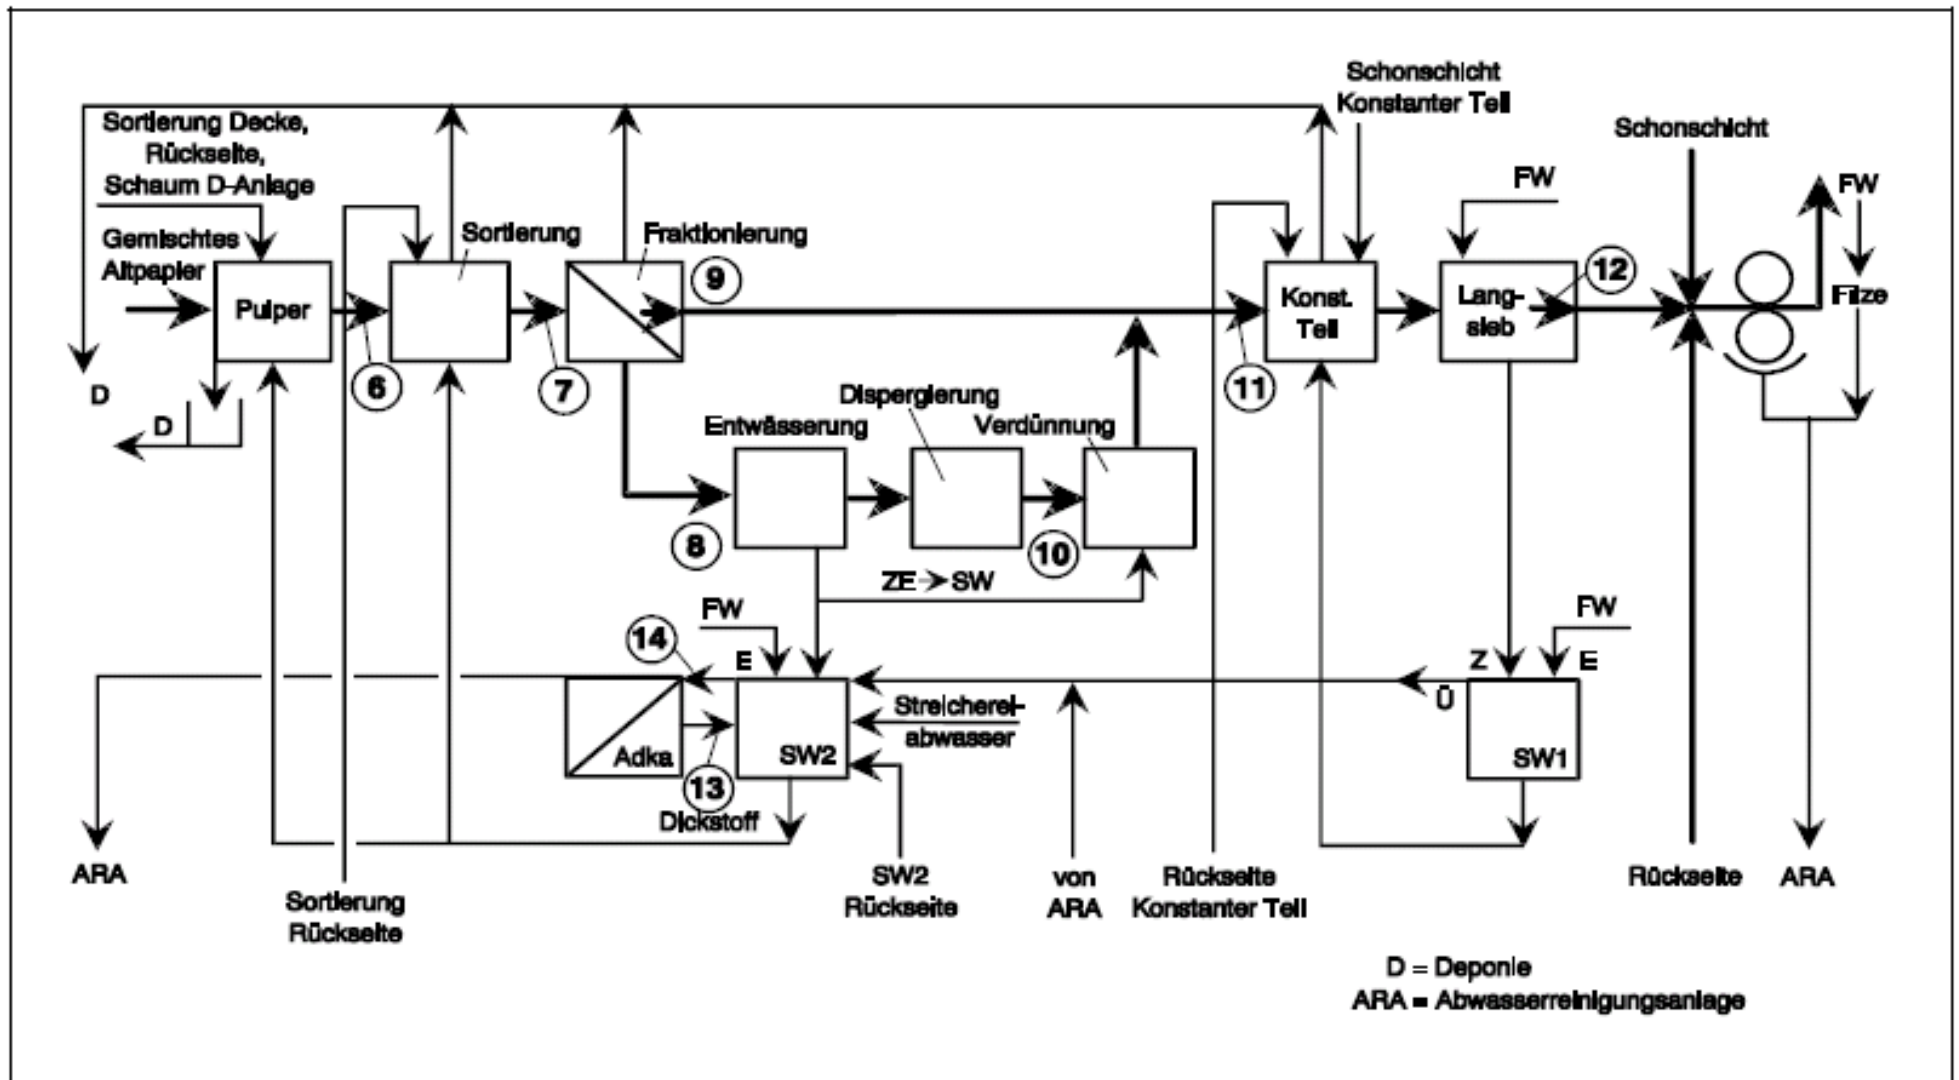 Schonschicht
Konstanter Teil
Schonschicht
Sortierung Decke,
Rückseite,
Schaum D-Anlage
FW
FW
Gemischtes
Altpapier
Sortierung
Fraktionierung
9
12
Pulper
Konst.
Teil
Lang-
sieb
Filze
6
7
11
D
D
Dispergierung
Entwässerung
Verdünnung
8
10
ZE → SW
FW
FW
14
E
Z
E
Ü
Streicherei-
abwasser
Adka
SW2
SW1
13
Dickstoff
ARA
SW2
Rückseite
von
ARA
Rückseite
Konstanter Teil
Rückseite
ARA
Sortierung
Rückseite
D = Deponie
ARA = Abwasserreinigungsanlage